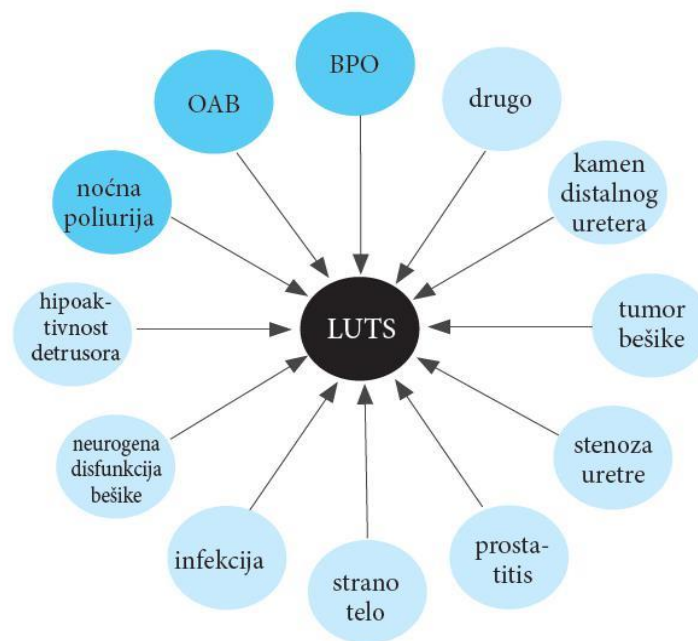 BPO
drugo
kamen
distalnog
uretera
tumor
bešike
stenoza
uretre
prosta-
titis
strano
telo
infekcija
neurogena
disfunkcija
bešike
hipoak-
tivnost
detrusora
noćna
poliurija
OAB
LUTS